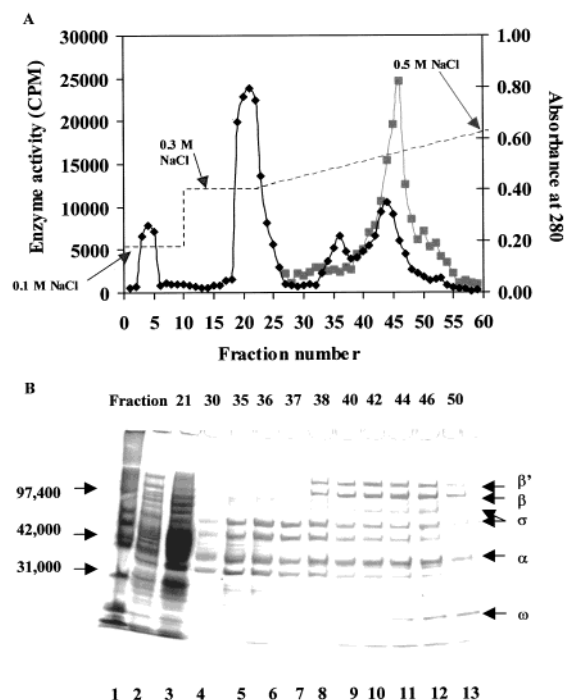 A
30000
25000
20000
15000
10000
5000
0
Enzyme activity (CPM)
1.00
0.80
0.60
0.40
0.20
0.00
Absorbance at 280
0.5 M NaCl
0.3 M
NaCl
0.1 M NaCl
0 5 10 15 20 25 30 35 40 45 50 55 60
Fraction number
B
Fraction 21 30 35 36 37 38 40 42 44 46 50
97,400
42,000
31,000
β'
β
σ
α
ω
1 2 3 4 5 6 7 8 9 10 11 12 13